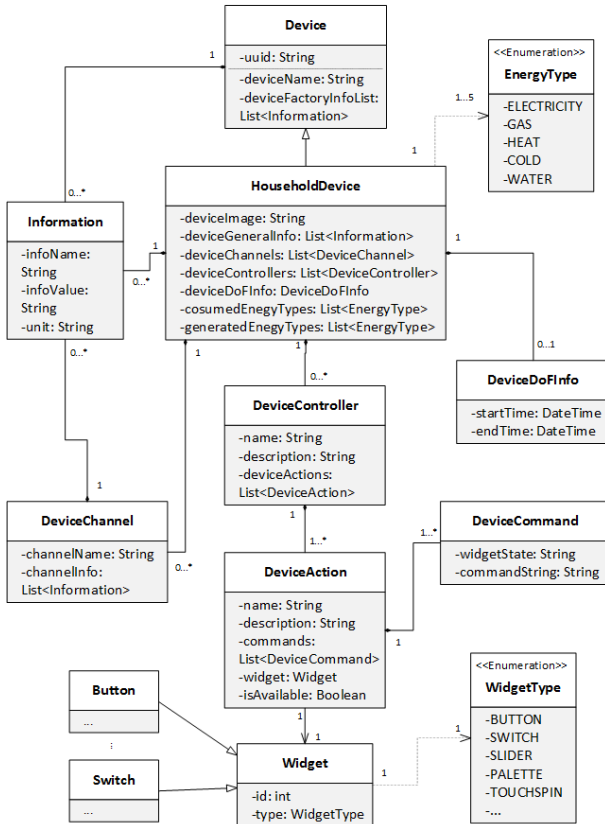 Device
-uuid: String
-deviceName: String
-deviceFactoryInfoList:
List<Information>
<<Enumeration>>
EnergyType
-ELECTRICITY
-GAS
-HEAT
-COLD
-WATER
1
1...5
1
0...*
HouseholdDevice
-deviceImage: String
-deviceGeneralInfo: List<Information>
-deviceChannels: List<DeviceChannel>
-deviceControllers: List<DeviceController>
-deviceDoFInfo: DeviceDoFInfo
-cosumedEnegyTypes: List<EnergyType>
-generatedEnegyTypes: List<EnergyType>
Information
-infoName:
String
-infoValue:
String
-unit: String
1
0...*
1
0...*
1
1
0...1
0...*
DeviceDoFInfo
-startTime: DateTime
-endTime: DateTime
DeviceController
-name: String
-description: String
-deviceActions:
List<DeviceAction>
1
DeviceChannel
-channelName: String
-channelInfo:
List<Information>
0...*
1
1...*
1...*
DeviceCommand
-widgetState: String
-commandString: String
DeviceAction
-name: String
-description: String
-commands:
List<DeviceCommand>
-widget: Widget
-isAvailable: Boolean
1
<<Enumeration>>
WidgetType
-BUTTON
-SWITCH
-SLIDER
-PALETTE
-TOUCHSPIN
-...
Button
...
1
1
1
1
Switch
...
Widget
-id: int
-type: WidgetType